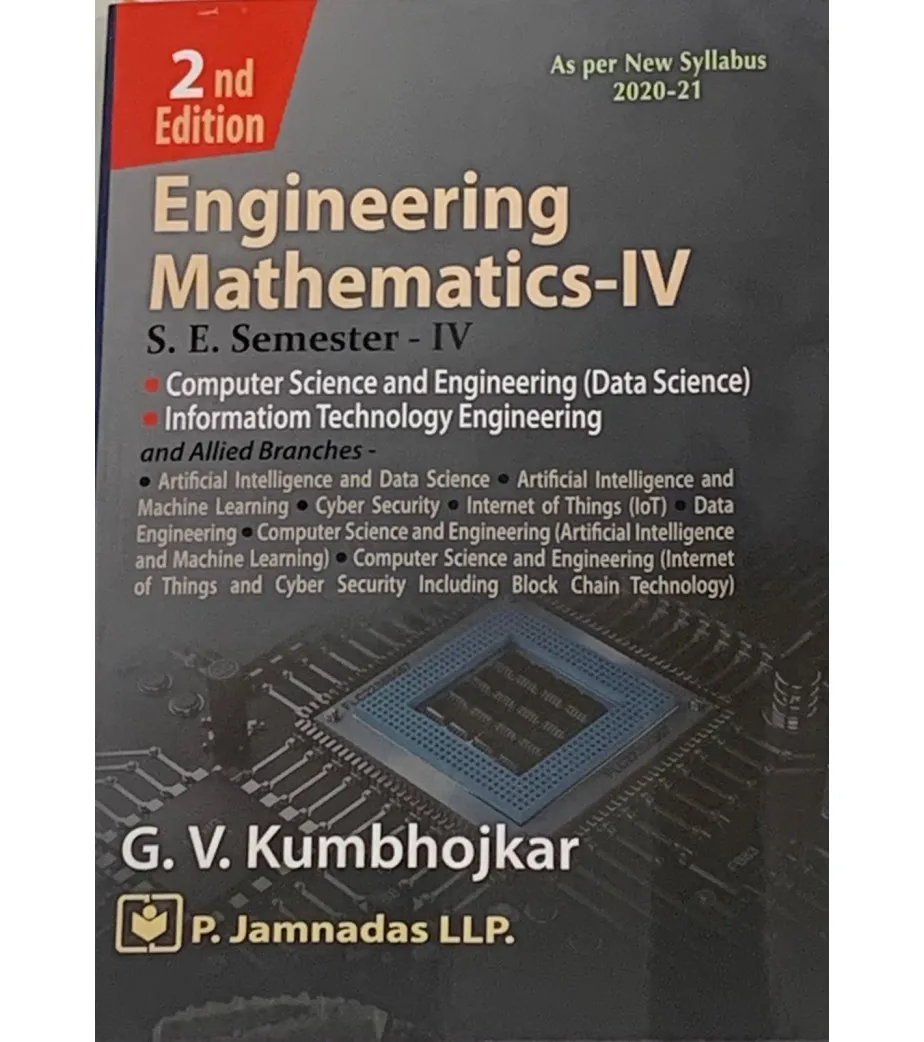 2 nd
Edition
As per New Syllabus
2020-21
Engineering
Mathematics-IV
S. E. Semester - IV
• Computer Science and Engineering (Data Science)
• Informatiom Technology Engineering
and Allied Branches -
• Artificial Intelligence and Data Science • Artificial Intelligence and
Machine Learning • Cyber Security • Internet of Things (IoT) • Data
Engineering • Computer Science and Engineering (Artificial Intelligence
and Machine Learning) • Computer Science and Engineering (Internet
of Things and Cyber Security Including Block Chain Technology)
G. V. Kumbhojkar
P. Jamnadas LLP.